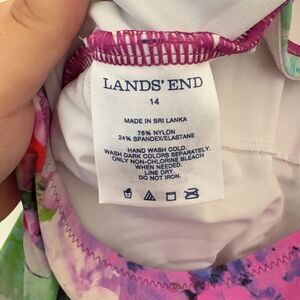 LANDS' END
14
MADE IN SRI LANKA
76% NYLON
24% SPANDEX/ELASTANE
HAND WASH COLD.
WASH DARK COLORS SEPARATELY.
ONLY NON-CHLORINE BLEACH
WHEN NEEDED.
LINE DRY.
DO NOT IRON.